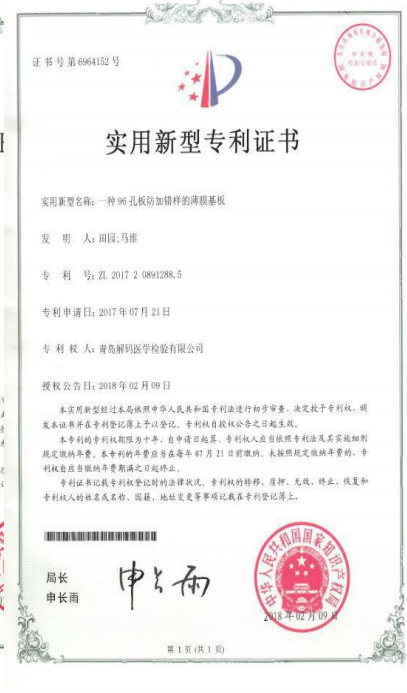 证书号第6964152号
实用新型专利证书
实用新型名称：一种96孔板防加错样的薄膜基板
发 明 人：田园;马维
专 利 号：ZL 2017 2 0891288.5
专利申请日：2017年07月21日
专 利 权 人：青岛解码医学检验有限公司
授权公告日：2018年02月09日
本实用新型经过本局依照中华人民共和国专利法进行初步审查，决定授予专利权，颁
发本证书并在专利登记簿上予以登记。专利权自授权公告之日起生效。
本专利的专利权期限为十年，自申请日起算。专利权人应当依照专利法及其实施细则
规定缴纳年费。本专利的年费应当在每年07月21日前缴纳。未按照规定缴纳年费的，专
利权自应当缴纳年费期满之日起终止。
专利证书记载专利权登记时的法律状况。专利权的转移、质押、无效、终止、恢复和
专利权人的姓名或名称、国籍、地址变更等事项记载在专利登记簿上。
局长
申长雨
申长雨
中华人民共和国国家知识产权局
2018年02月09日
第1页(共1页)